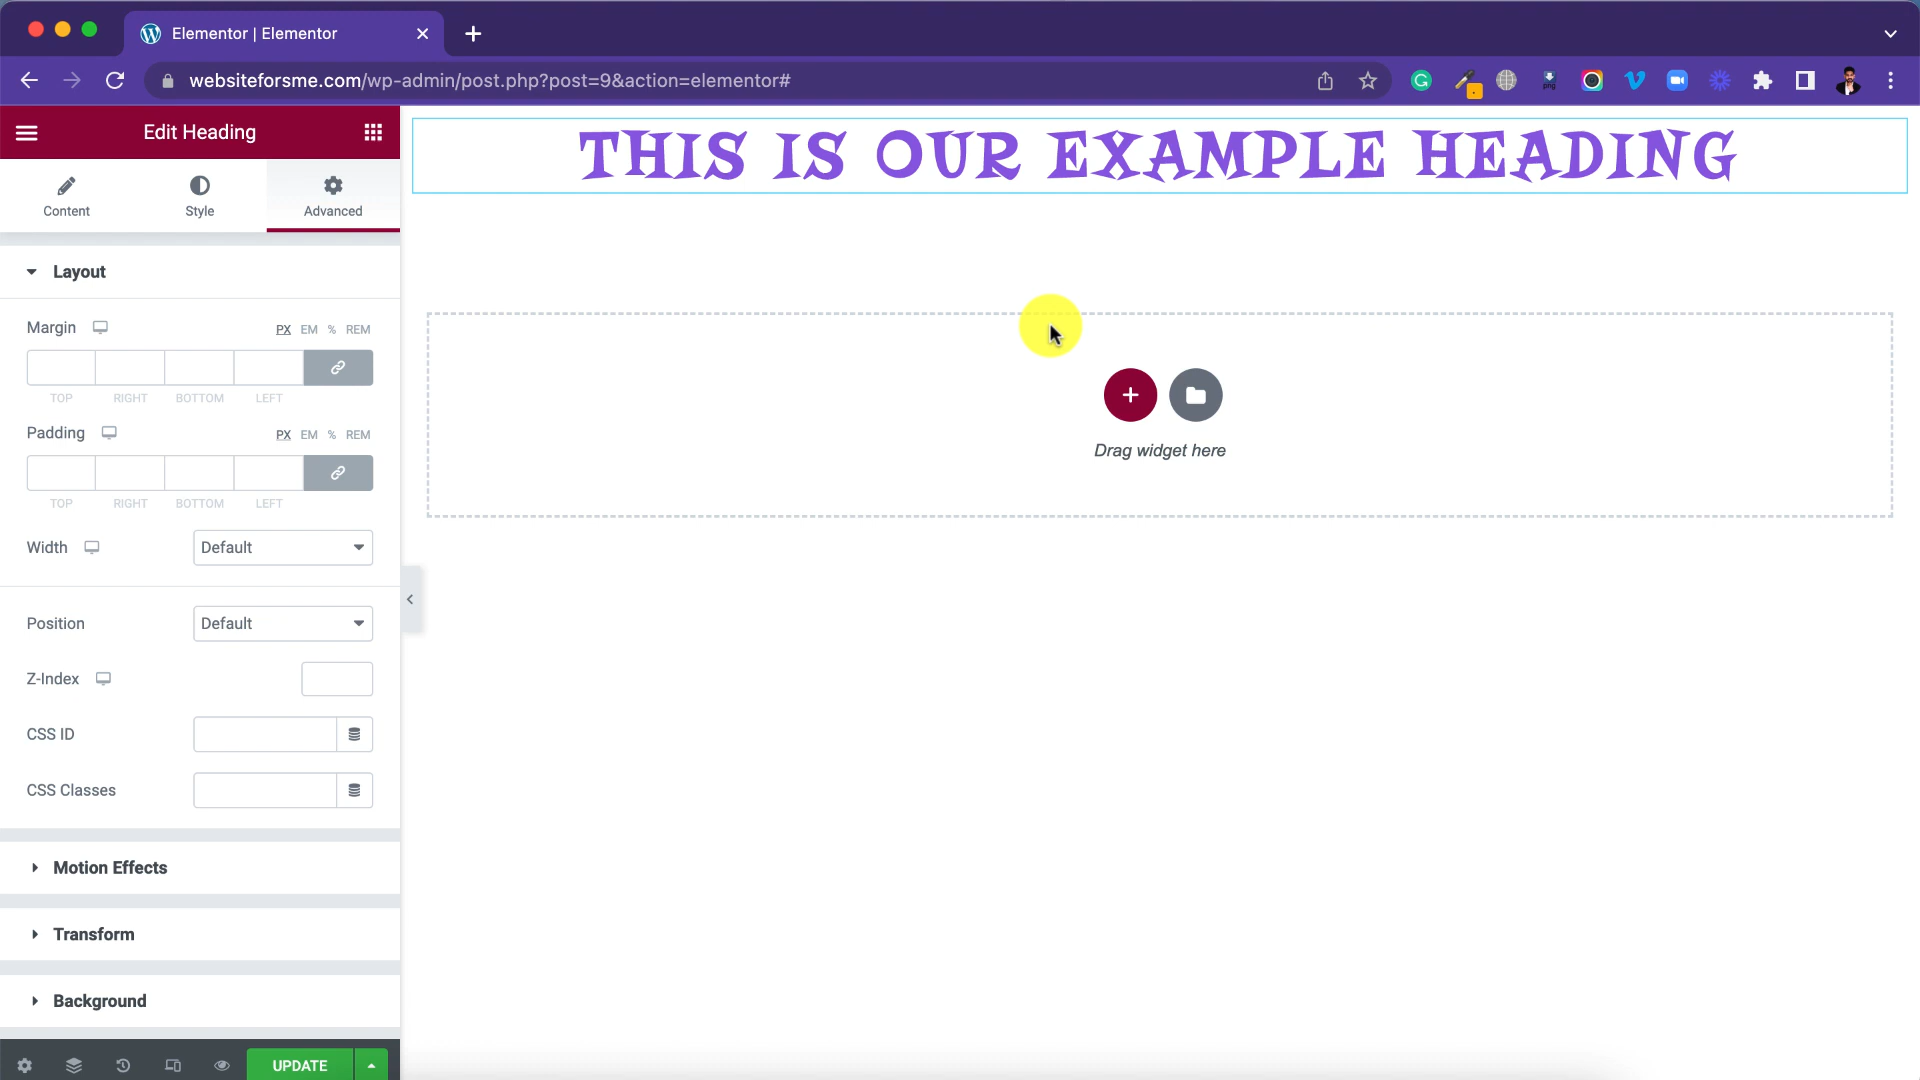 Elementor | Elementor
websiteforsme.com/wp-admin/post.php?post=9&action=elementor#
Edit Heading
THIS IS OUR EXAMPLE HEADING
Content
Style
Advanced
Layout
Margin
PX EM % REM
TOP RIGHT BOTTOM LEFT
Padding
PX EM % REM
TOP RIGHT BOTTOM LEFT
Drag widget here
Width
Default
Position
Default
Z-Index
CSS ID
CSS Classes
Motion Effects
Transform
Background
UPDATE